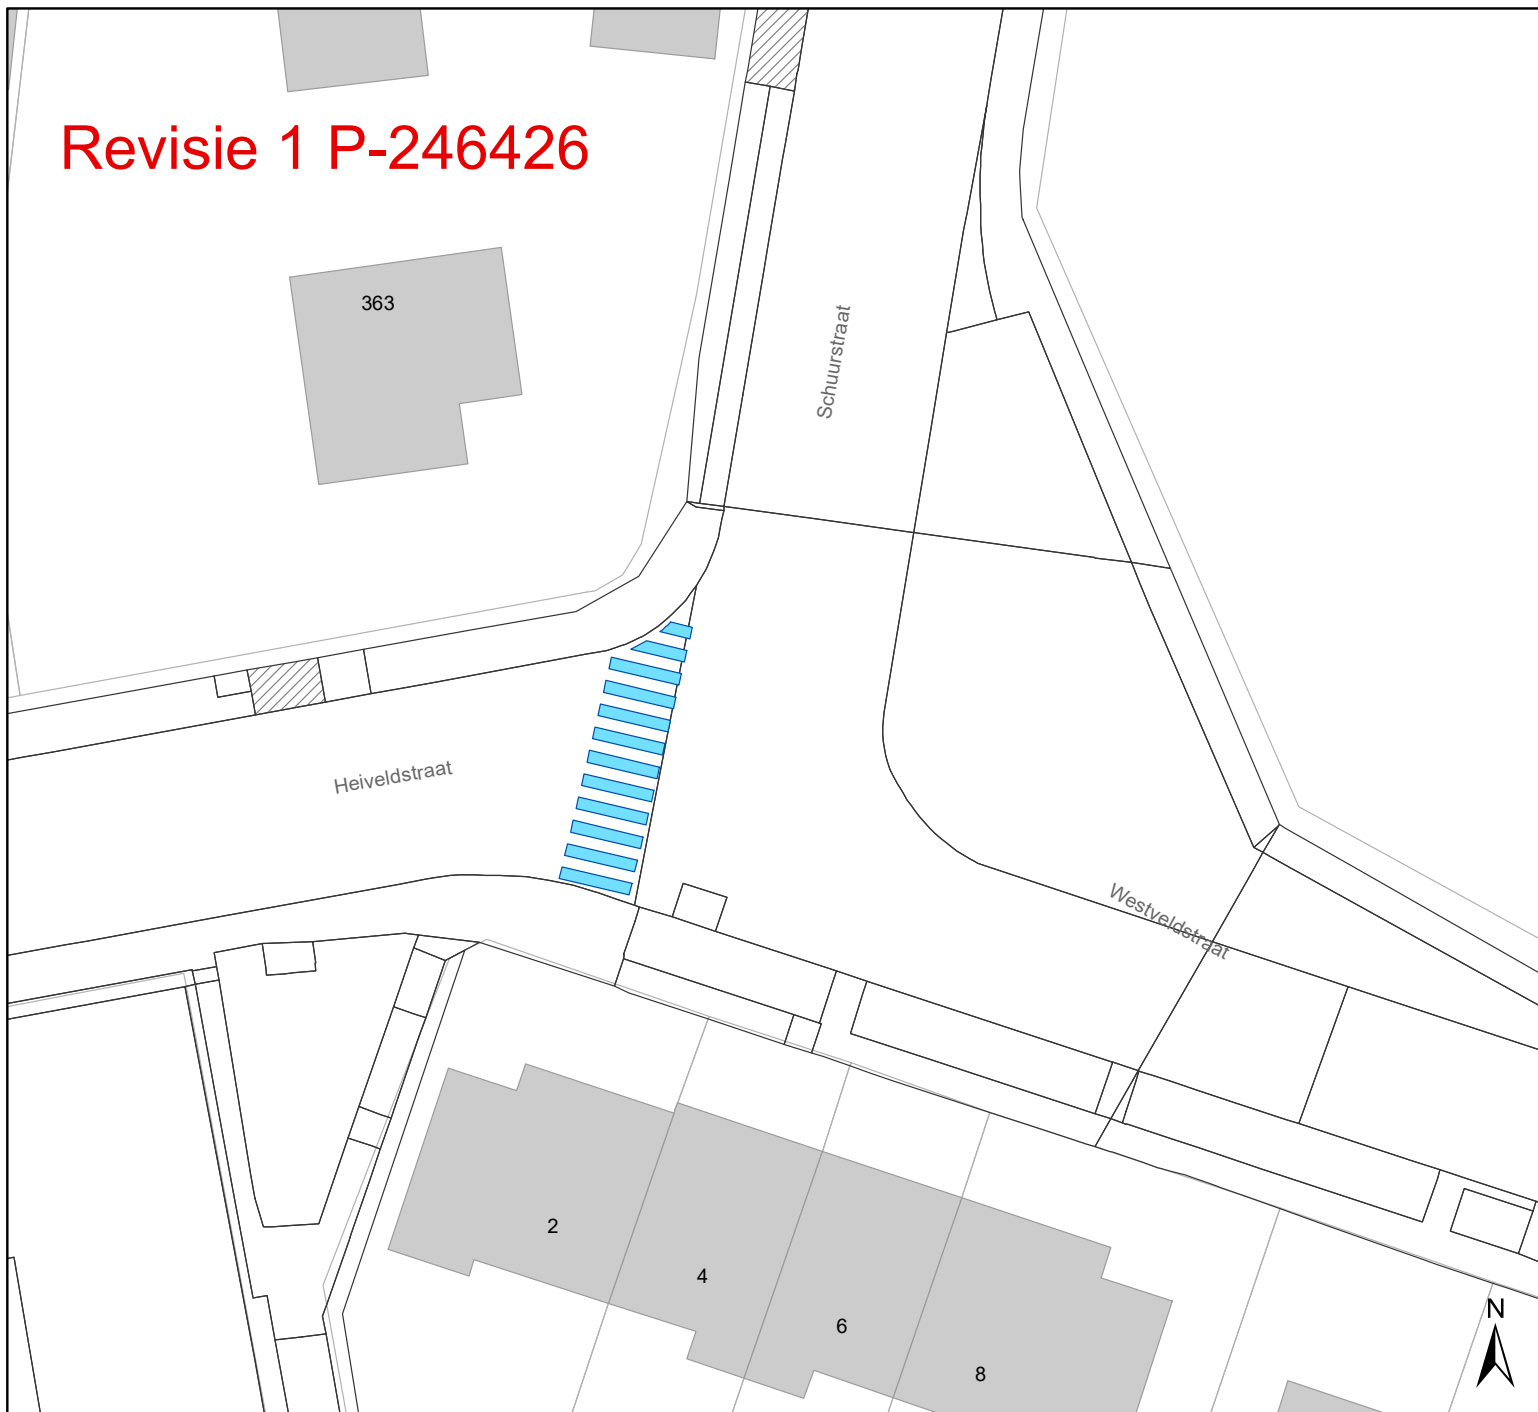 Revisie 1 P-246426
363
Schuurstraat
Heiveldstraat
Westveldstraat
2
4
6
8
N